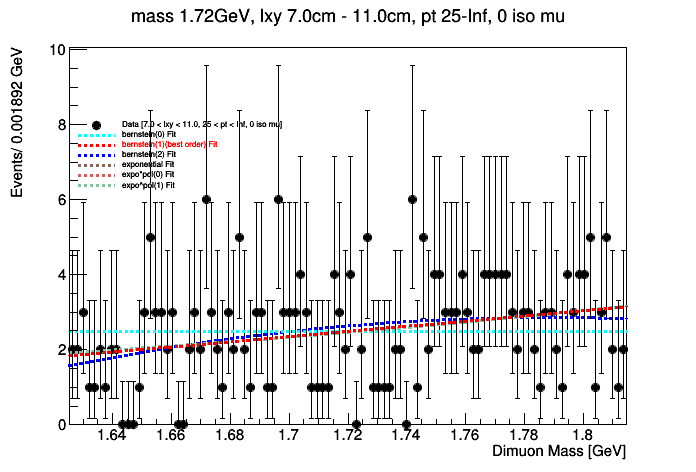 mass 1.72GeV, lxy 7.0cm - 11.0cm, pt 25-Inf, 0 iso mu
Events/ 0.001892 GeV
10
8
6
4
2
0
Data [7.0 < lxy < 11.0, 25 < pt < Inf, 0 iso mu]
bernstein(0) Fit
bernstein(1)(best order) Fit
bernstein(2) Fit
exponential Fit
expo*pol(0) Fit
expo*pol(1) Fit
1.64 1.66 1.68 1.7 1.72 1.74 1.76 1.78 1.8
Dimuon Mass [GeV]